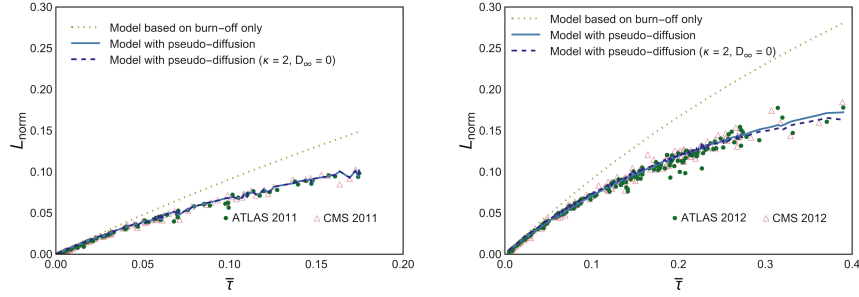 0.30
0.25
0.20
0.15
0.10
0.05
0.00
L_norm
Model based on burn-off only
Model with pseudo-diffusion
Model with pseudo-diffusion (κ = 2, D∞ = 0)
ATLAS 2011 CMS 2011
0.00 0.05 0.10 0.15 0.20
τ̅
0.30
0.25
0.20
0.15
0.10
0.05
0.00
L_norm
Model based on burn-off only
Model with pseudo-diffusion
Model with pseudo-diffusion (κ = 2, D∞ = 0)
ATLAS 2012 CMS 2012
0.0 0.1 0.2 0.3 0.4
τ̅